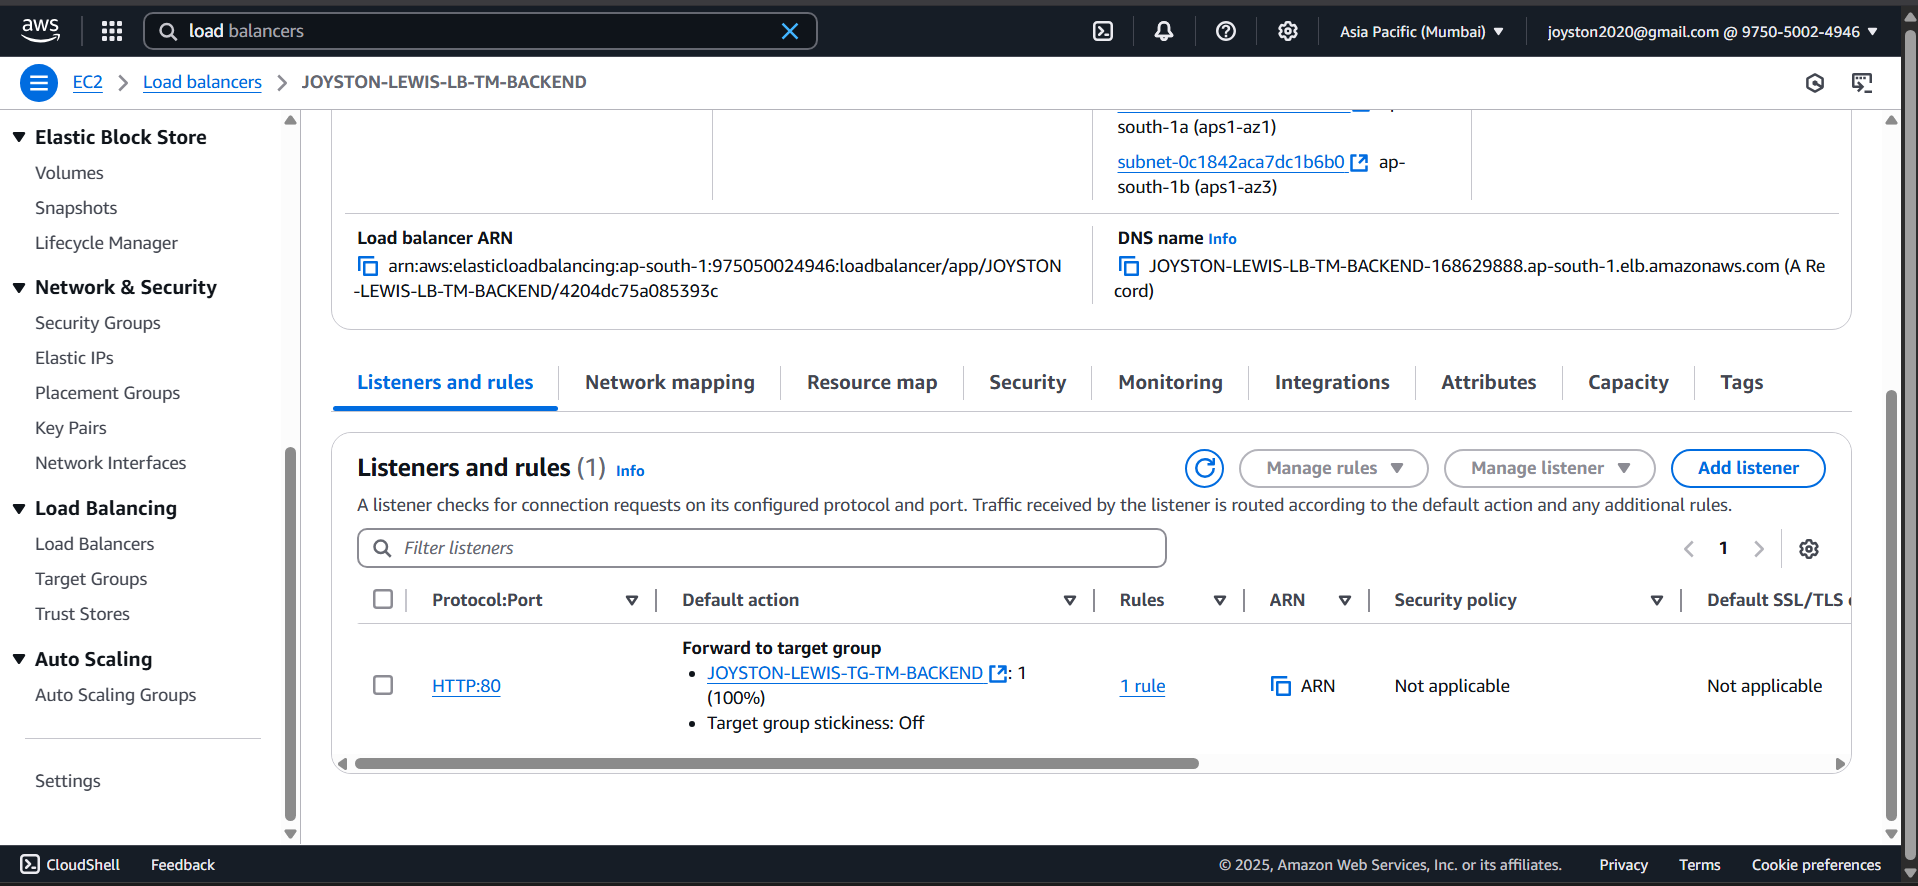 aws
load balancers
Asia Pacific (Mumbai)
joyston2020@gmail.com @ 9750-5002-4946
EC2
Load balancers
JOYSTON-LEWIS-LB-TM-BACKEND
Elastic Block Store
Volumes
Snapshots
Lifecycle Manager
Network & Security
Security Groups
Elastic IPs
Placement Groups
Key Pairs
Network Interfaces
Load Balancing
Load Balancers
Target Groups
Trust Stores
Auto Scaling
Auto Scaling Groups
Settings
south-1a (aps1-az1)
subnet-0c1842aca7dc1b6b0 ap-
south-1b (aps1-az3)
Load balancer ARN
arn:aws:elasticloadbalancing:ap-south-1:975050024946:loadbalancer/app/JOYSTON
-LEWIS-LB-TM-BACKEND/4204dc75a085393c
DNS name Info
JOYSTON-LEWIS-LB-TM-BACKEND-168629888.ap-south-1.elb.amazonaws.com (A Re
cord)
Listeners and rules
Network mapping
Resource map
Security
Monitoring
Integrations
Attributes
Capacity
Tags
Listeners and rules (1) Info
Manage rules
Manage listener
Add listener
A listener checks for connection requests on its configured protocol and port. Traffic received by the listener is routed according to the default action and any additional rules.
Filter listeners
1
Protocol:Port
Default action
Rules
ARN
Security policy
Default SSL/TLS
HTTP:80
Forward to target group
• JOYSTON-LEWIS-TG-TM-BACKEND : 1
(100%)
• Target group stickiness: Off
1 rule
ARN
Not applicable
Not applicable
CloudShell
Feedback
© 2025, Amazon Web Services, Inc. or its affiliates.
Privacy
Terms
Cookie preferences